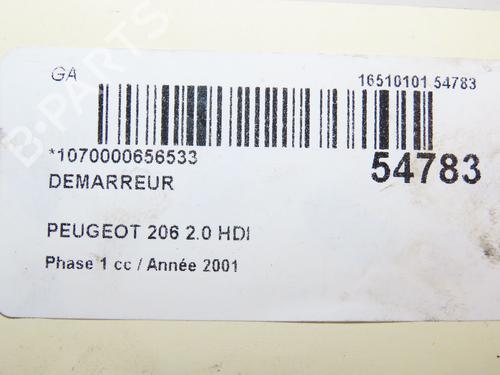 GA 16510101 54783
*1070000656533 54783
DEMARREUR
PEUGEOT 206 2.0 HDI
Phase 1 cc / Année 2001
B-PARTS